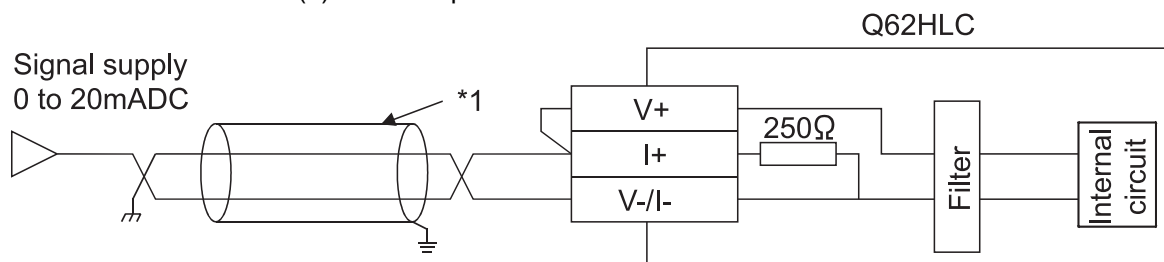 Q62HLC
Signal supply
0 to 20mADC
*1
V+
I+
V-/I-
250Ω
Filter
Internal
circuit